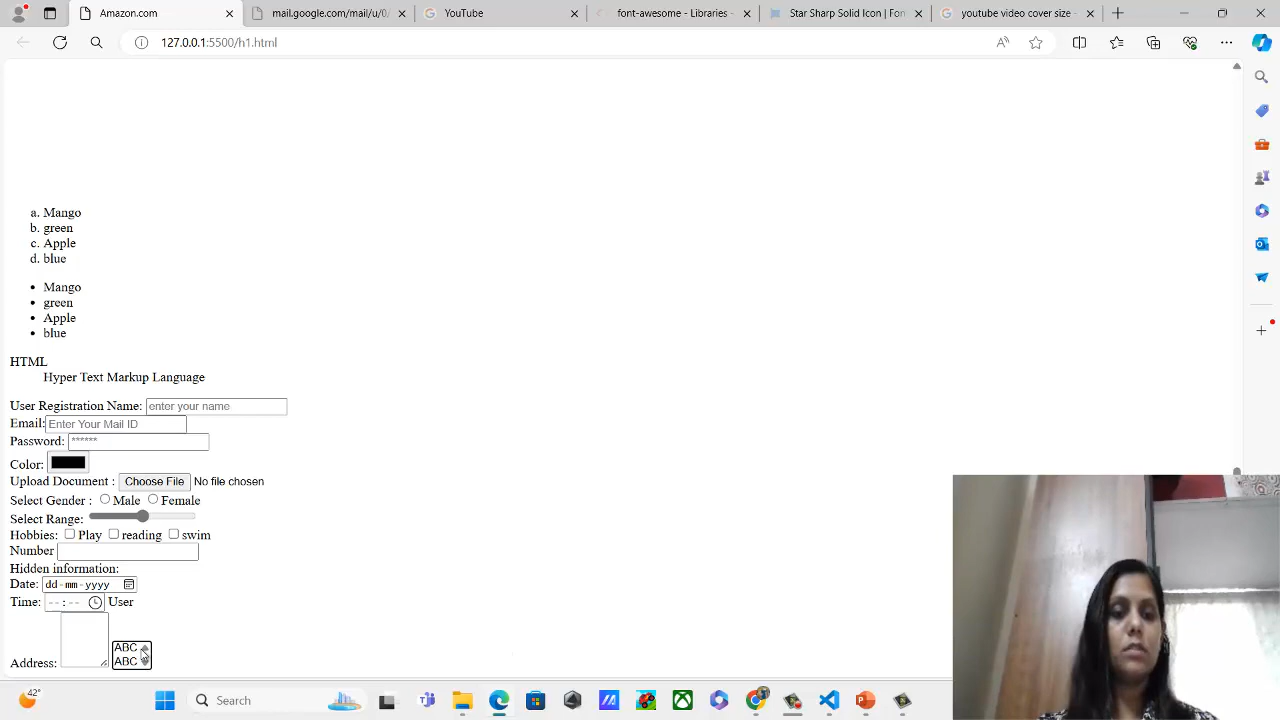 Amazon.com
mail.google.com/mail/u/0/
YouTube
font-awesome - Libraries -
Star Sharp Solid Icon | Font
youtube video cover size -
127.0.0.1:5500/h1.html
a. Mango
b. green
c. Apple
d. blue
• Mango
• green
• Apple
• blue
HTML
Hyper Text Markup Language
User Registration Name: enter your name
Email: Enter Your Mail ID
Password: ******
Color:
Upload Document : Choose File No file chosen
Select Gender : Male Female
Select Range:
Hobbies: Play reading swim
Number
Hidden information:
Date: dd-mm-yyyy
Time: --:-- User
Address: ABC
ABC
42°
Search